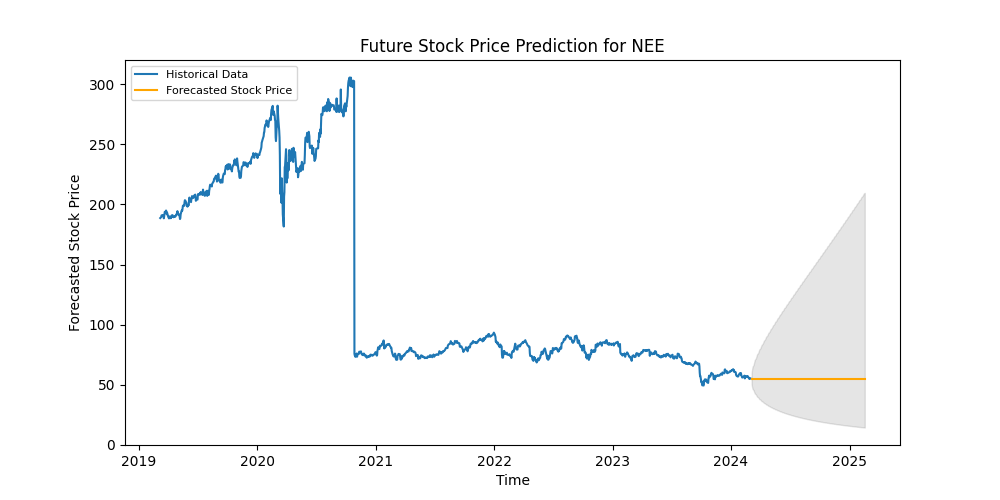 Future Stock Price Prediction for NEE
Historical Data
Forecasted Stock Price
Forecasted Stock Price
300
250
200
150
100
50
0
2019 2020 2021 2022 2023 2024 2025
Time